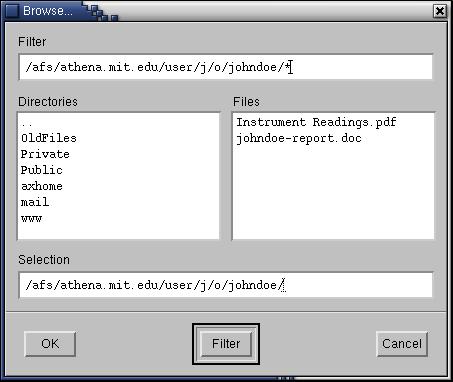 Browse...
Filter
/afs/athena.mit.edu/user/j/o/johndoe/*
Directories
Files
..
OldFiles
Private
Public
axhome
mail
www
Instrument Readings.pdf
johndoe-report.doc
Selection
/afs/athena.mit.edu/user/j/o/johndoe/
OK
Filter
Cancel